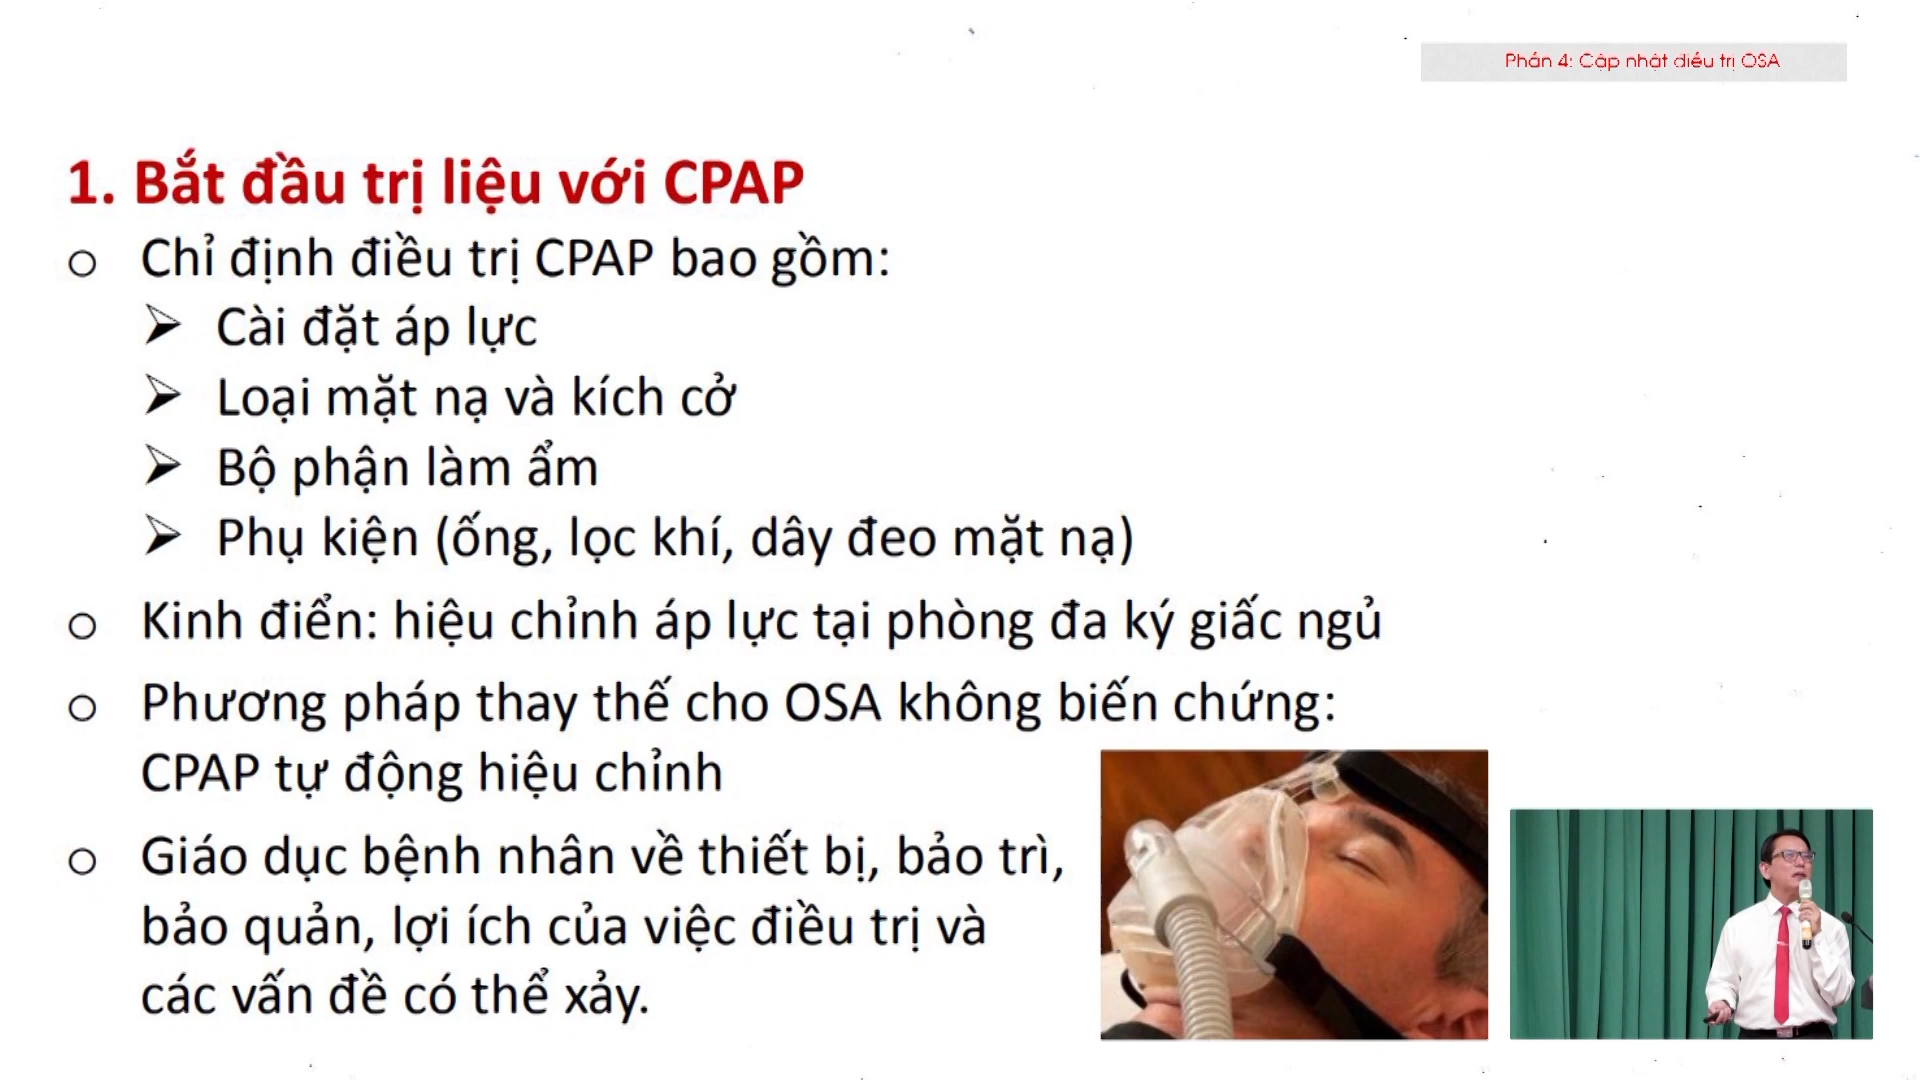 Phần 4: Cập nhật điều trị OSA
1. Bắt đầu trị liệu với CPAP
o Chỉ định điều trị CPAP bao gồm:
➤ Cài đặt áp lực
➤ Loại mặt nạ và kích cở
➤ Bộ phận làm ẩm
➤ Phụ kiện (ống, lọc khí, dây đeo mặt nạ)
o Kinh điển: hiệu chỉnh áp lực tại phòng đa ký giấc ngủ
o Phương pháp thay thế cho OSA không biến chứng:
CPAP tự động hiệu chỉnh
o Giáo dục bệnh nhân về thiết bị, bảo trì,
bảo quản, lợi ích của việc điều trị và
các vấn đề có thể xảy.